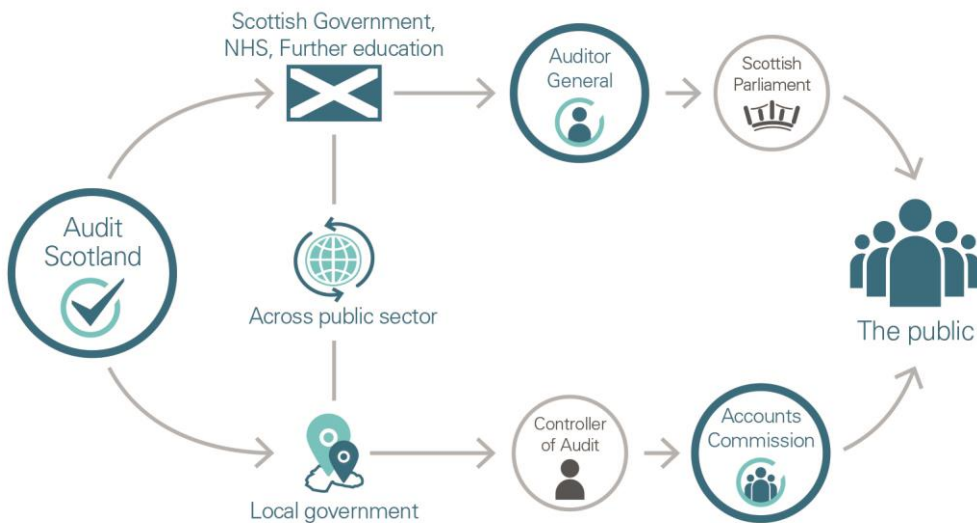 Scottish Government,
NHS, Further education
Auditor
General
Scottish
Parliament
Audit
Scotland
Across public sector
The public
Controller
of Audit
Accounts
Commission
Local government